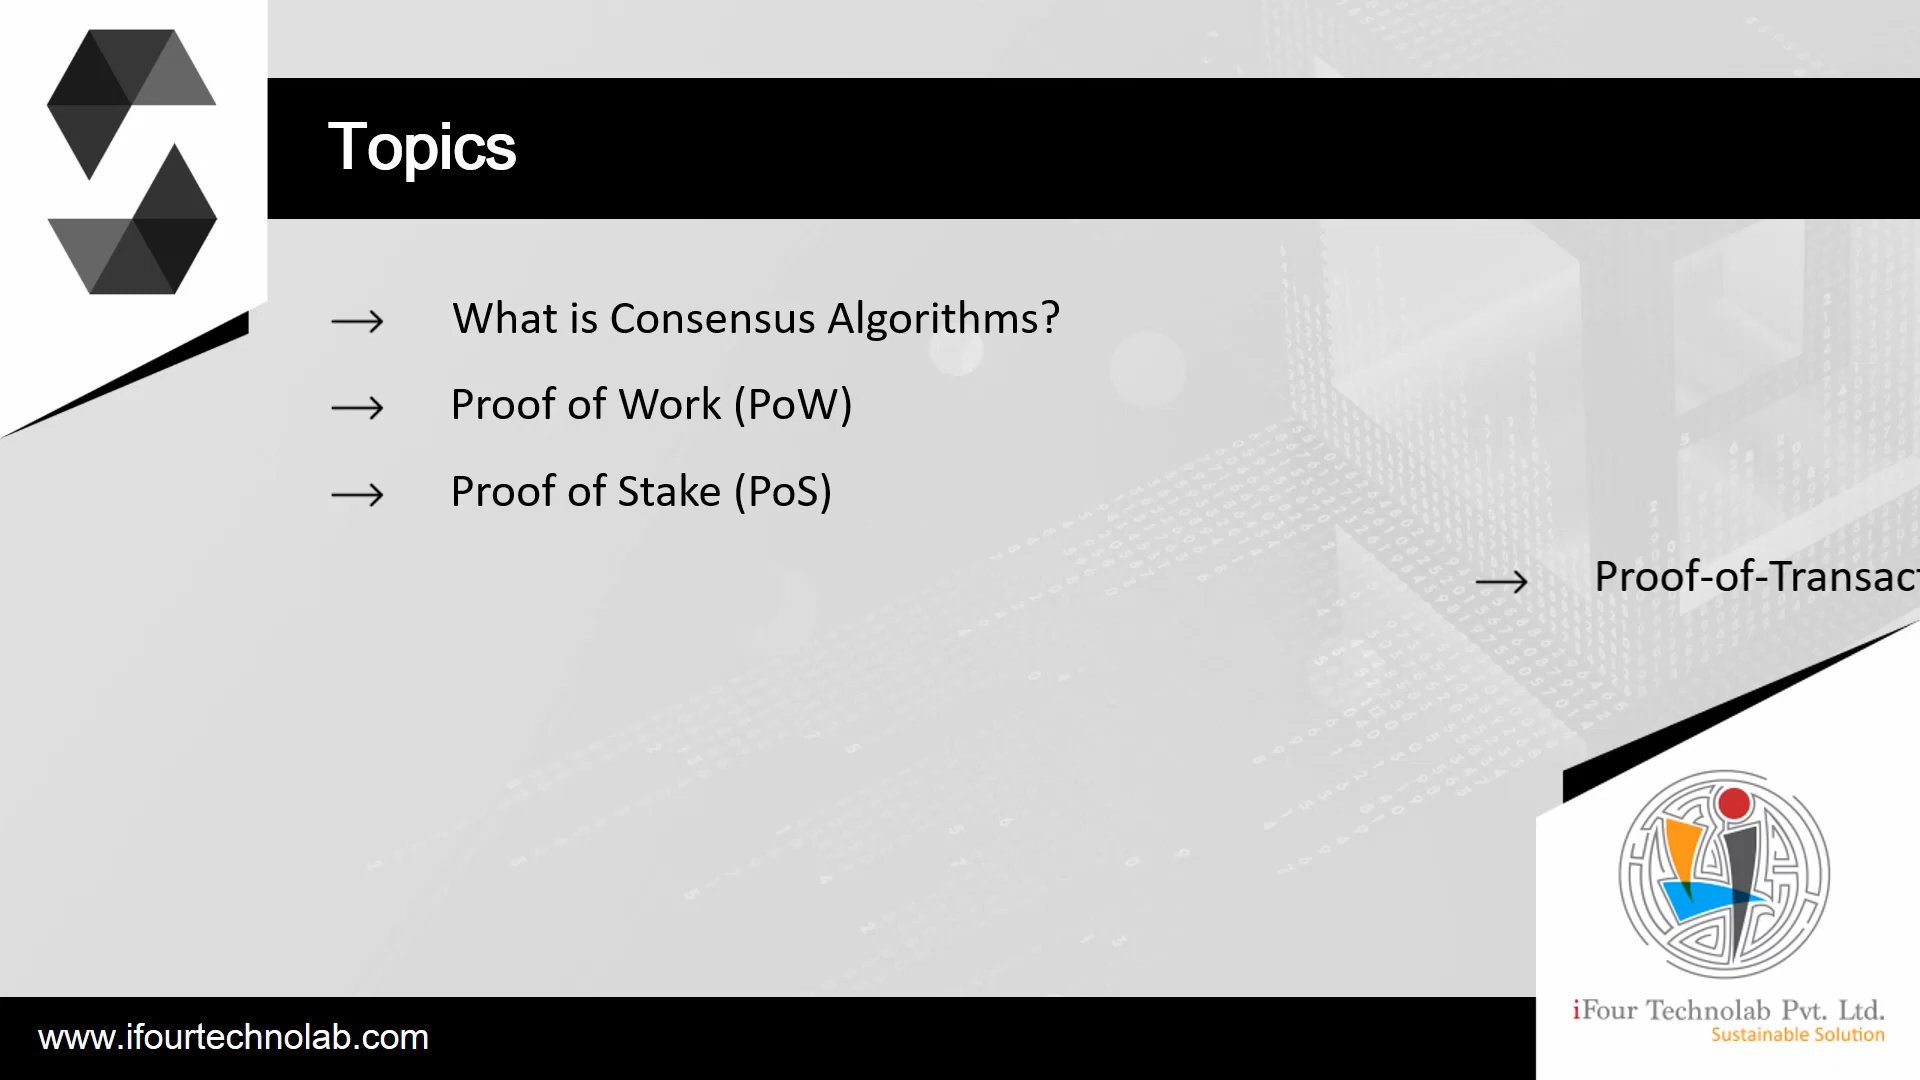 Topics
→ What is Consensus Algorithms?
→ Proof of Work (PoW)
→ Proof of Stake (PoS)
→ Proof-of-Transact
www.ifourtechnolab.com
iFour Technolab Pvt. Ltd.
Sustainable Solution